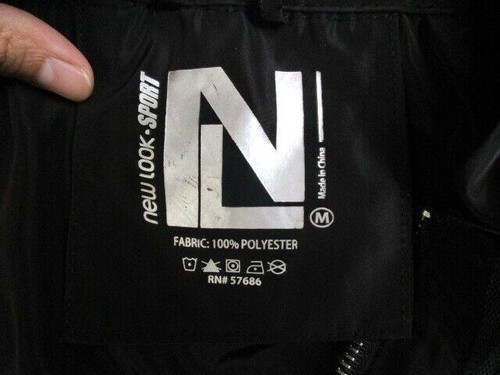 NEW LOOK • SPORT
NL
Made in China
M
FABRIC: 100% POLYESTER
RN# 57686